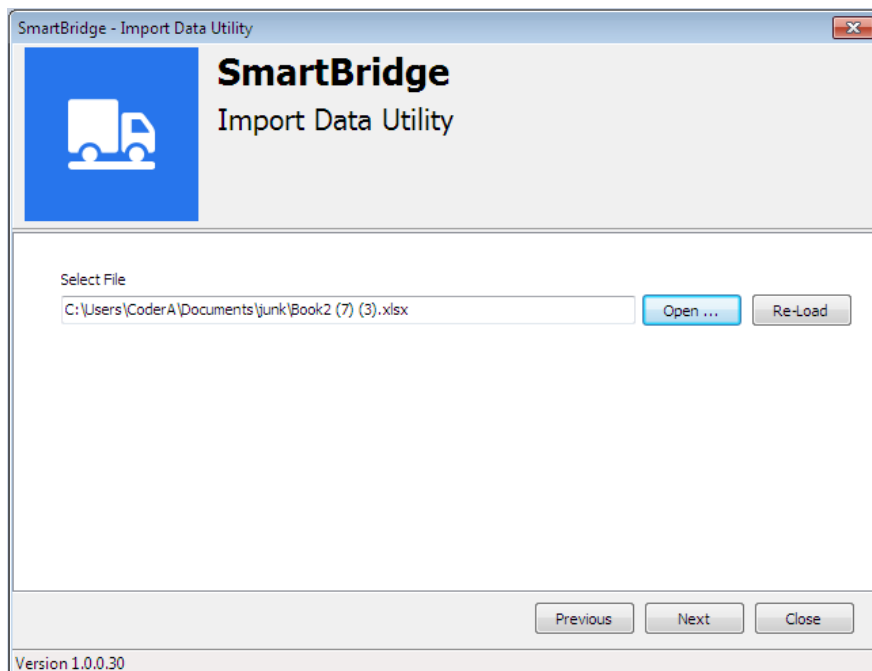 SmartBridge - Import Data Utility
SmartBridge
Import Data Utility
Select File
C:\Users\CoderA\Documents\junk\Book2 (7) (3).xlsx
Open ...
Re-Load
Previous
Next
Close
Version 1.0.0.30